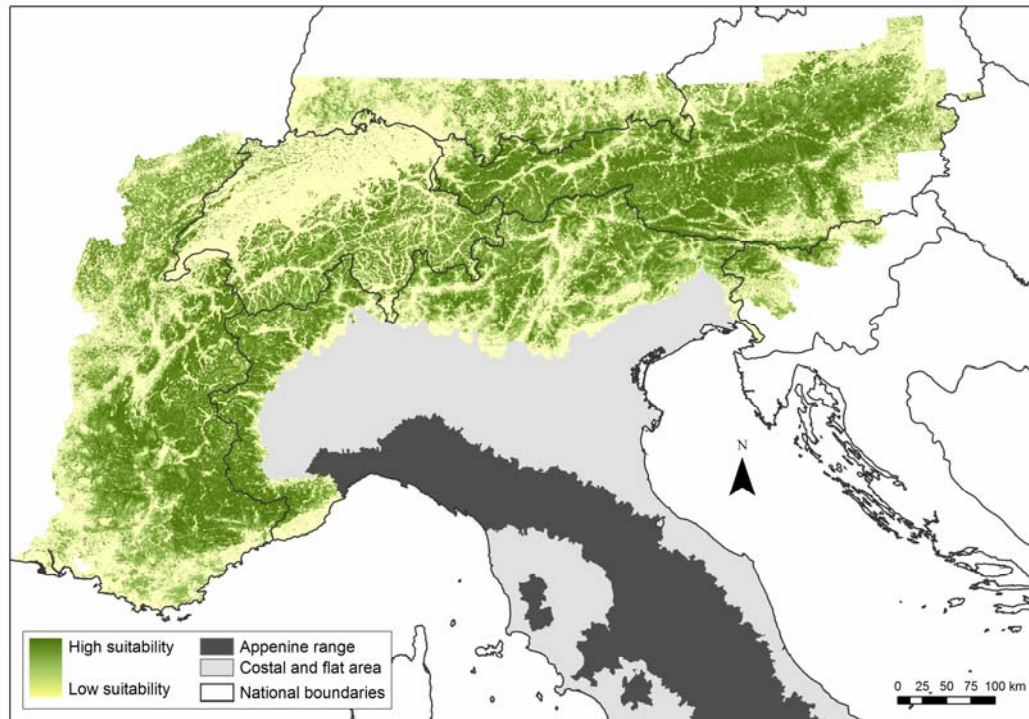 N
High suitability
Low suitability
Appenine range
Costal and flat area
National boundaries
0 25 50 75 100 km